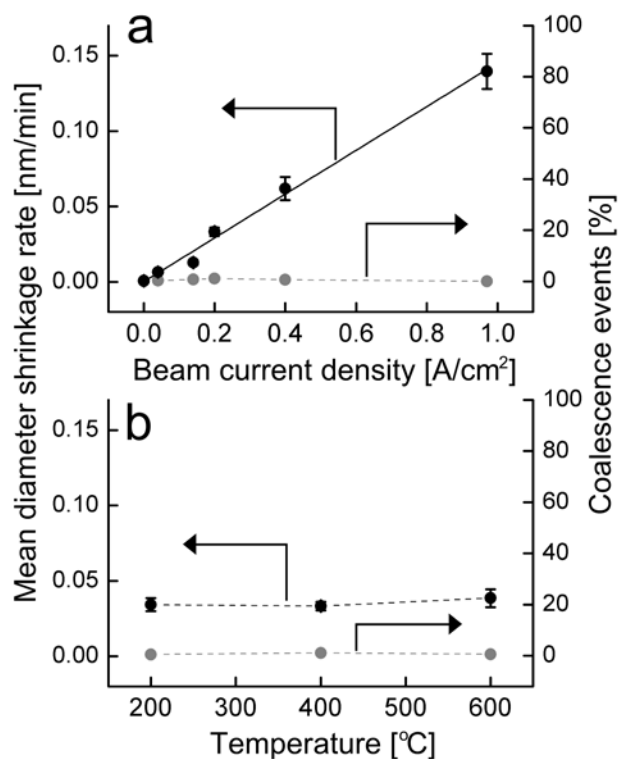 a
Mean diameter shrinkage rate [nm/min]
0.15
0.10
0.05
0.00
100
80
60
40
20
0
Coalescence events [%]
0.0 0.2 0.4 0.6 0.8 1.0
Beam current density [A/cm²]
b
0.15
0.10
0.05
0.00
100
80
60
40
20
0
200 300 400 500 600
Temperature [℃]